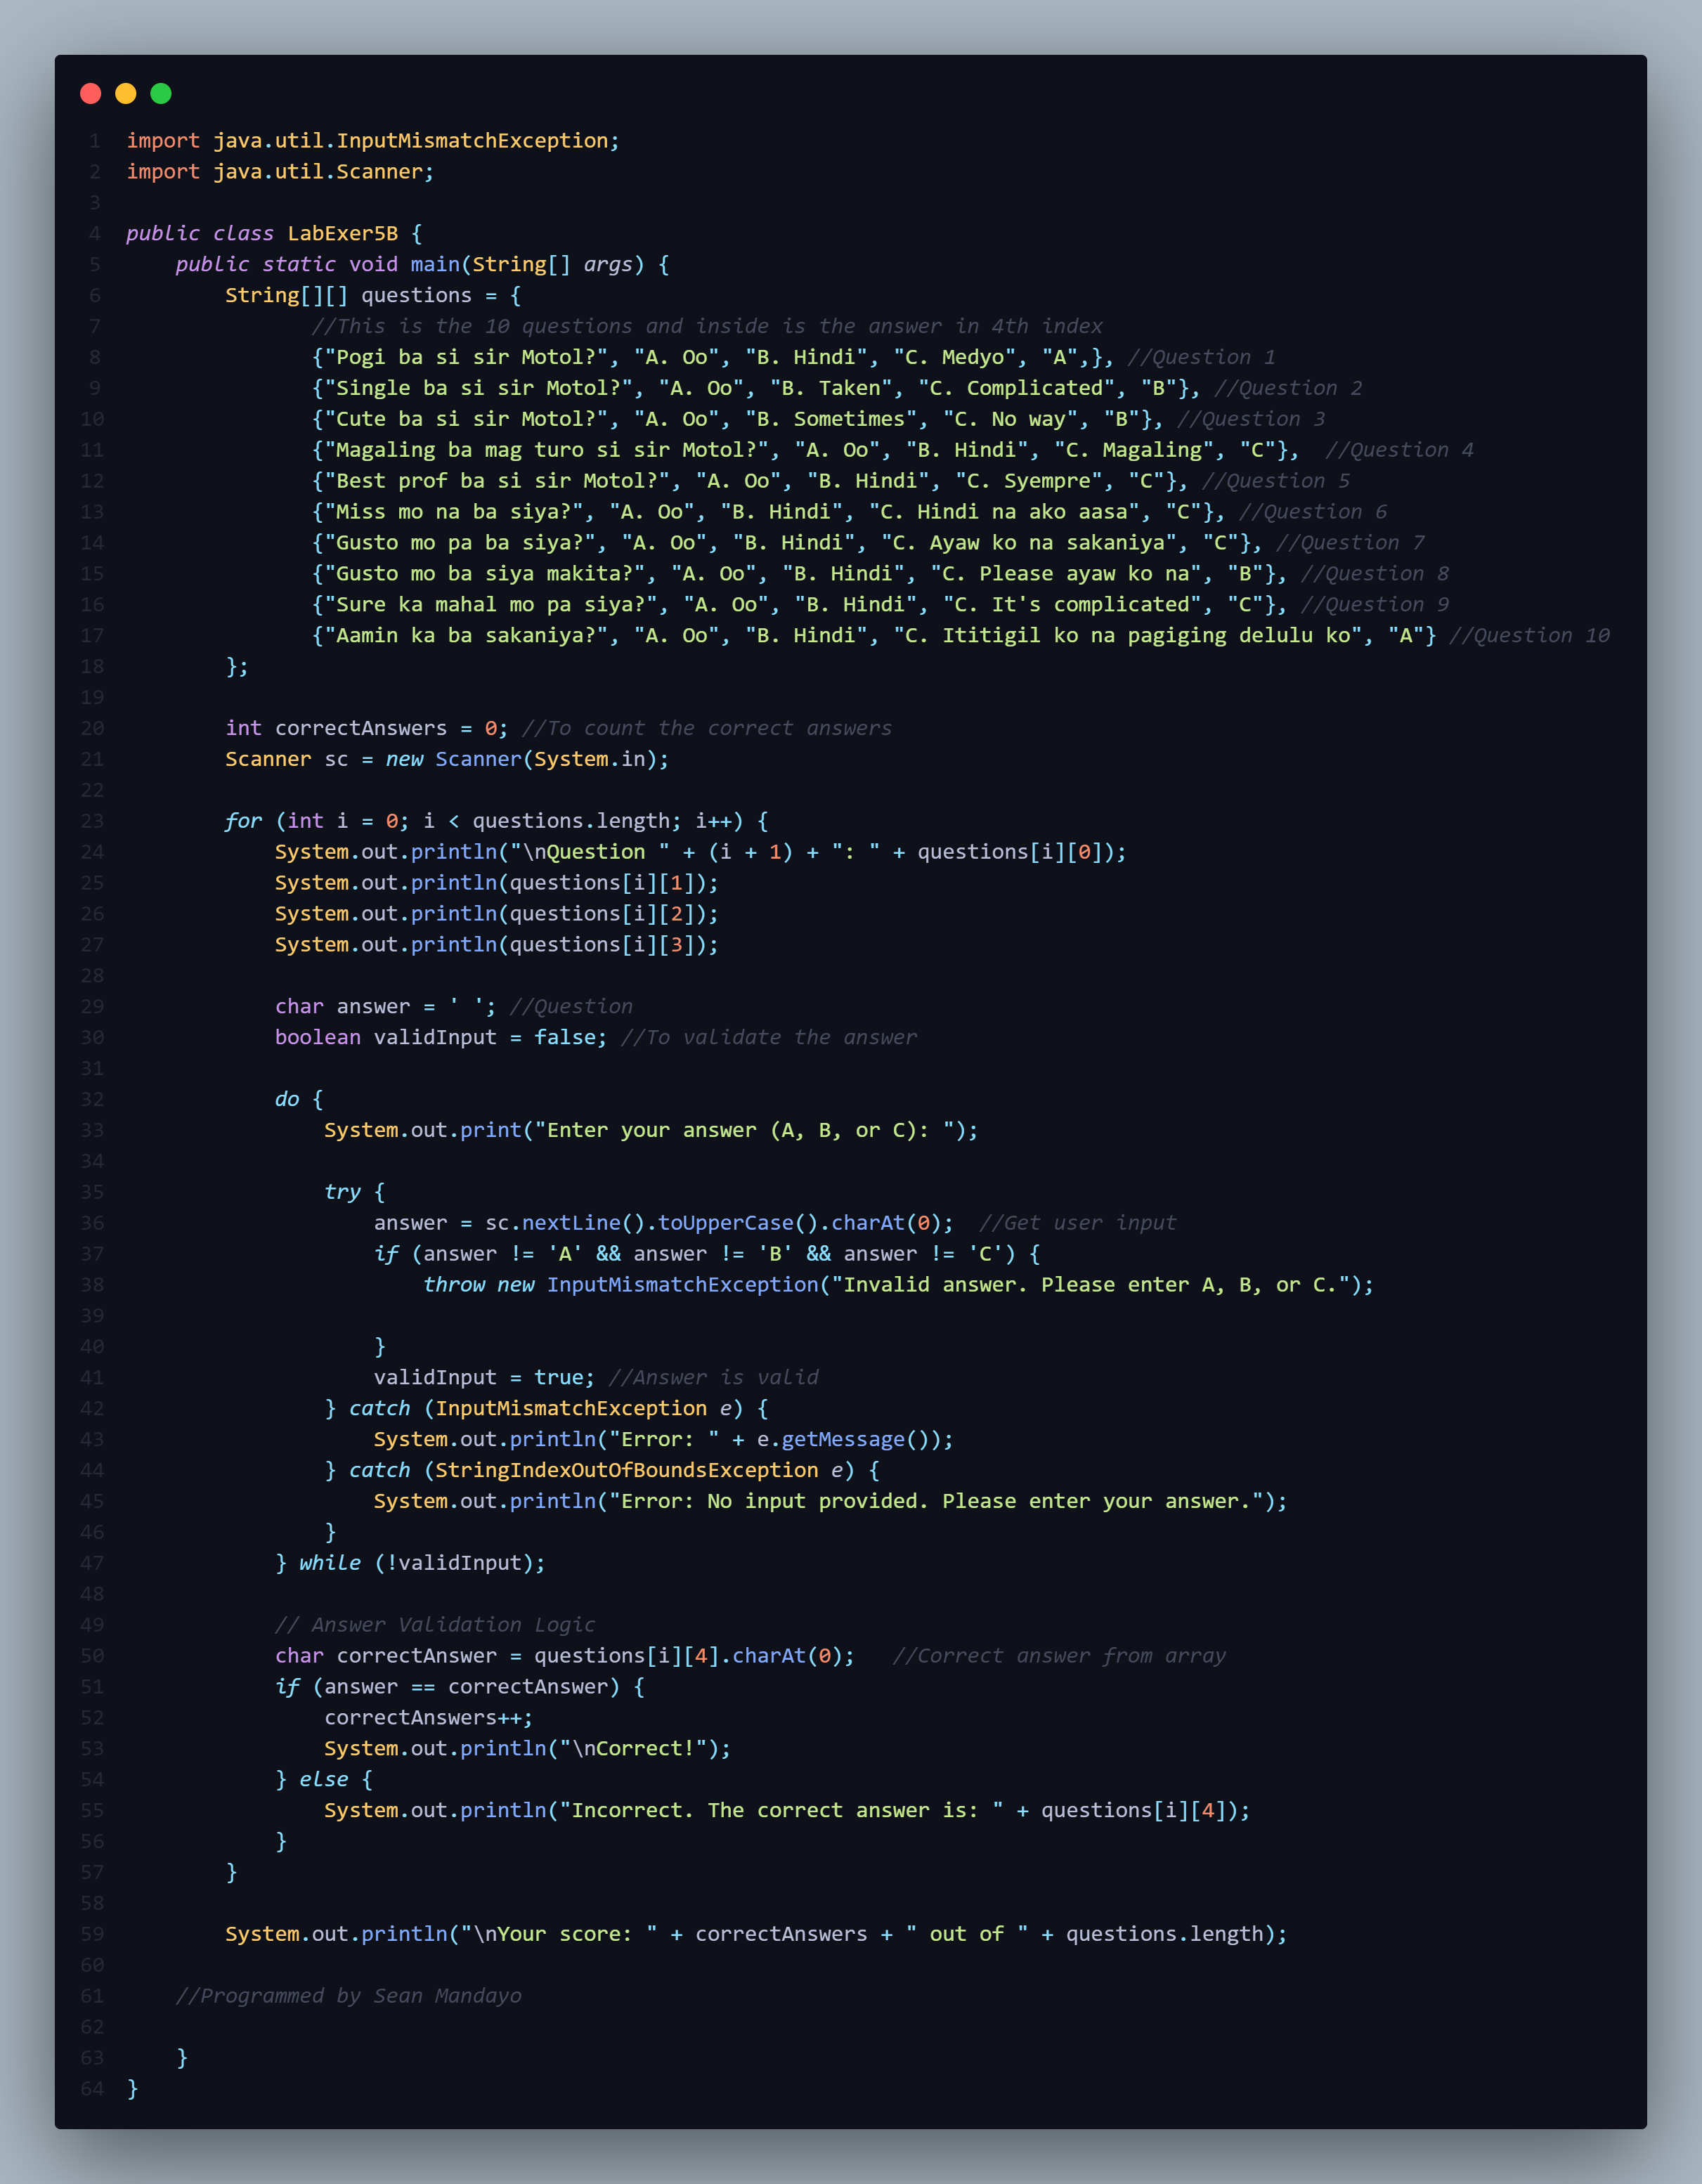 1 import java.util.InputMismatchException;
2 import java.util.Scanner;
3
4 public class LabExer5B {
5     public static void main(String[] args) {
6         String[][] questions = {
7                //This is the 10 questions and inside is the answer in 4th index
8                {"Pogi ba si sir Motol?", "A. Oo", "B. Hindi", "C. Medyo", "A",}, //Question 1
9                {"Single ba si sir Motol?", "A. Oo", "B. Taken", "C. Complicated", "B"}, //Question 2
10                {"Cute ba si sir Motol?", "A. Oo", "B. Sometimes", "C. No way", "B"}, //Question 3
11                {"Magaling ba mag turo si sir Motol?", "A. Oo", "B. Hindi", "C. Magaling", "C"},  //Question 4
12                {"Best prof ba si sir Motol?", "A. Oo", "B. Hindi", "C. Syempre", "C"}, //Question 5
13                {"Miss mo na ba siya?", "A. Oo", "B. Hindi", "C. Hindi na ako aasa", "C"}, //Question 6
14                {"Gusto mo pa ba siya?", "A. Oo", "B. Hindi", "C. Ayaw ko na sakaniya", "C"}, //Question 7
15                {"Gusto mo ba siya makita?", "A. Oo", "B. Hindi", "C. Please ayaw ko na", "B"}, //Question 8
16                {"Sure ka mahal mo pa siya?", "A. Oo", "B. Hindi", "C. It's complicated", "C"}, //Question 9
17                {"Aamin ka ba sakaniya?", "A. Oo", "B. Hindi", "C. Ititigil ko na pagiging delulu ko", "A"} //Question 10
18         };
19
20         int correctAnswers = 0; //To count the correct answers
21         Scanner sc = new Scanner(System.in);
22
23         for (int i = 0; i < questions.length; i++) {
24             System.out.println("\nQuestion " + (i + 1) + ": " + questions[i][0]);
25             System.out.println(questions[i][1]);
26             System.out.println(questions[i][2]);
27             System.out.println(questions[i][3]);
28
29             char answer = ' '; //Question
30             boolean validInput = false; //To validate the answer
31
32             do {
33                 System.out.print("Enter your answer (A, B, or C): ");
34
35                 try {
36                     answer = sc.nextLine().toUpperCase().charAt(0);  //Get user input
37                     if (answer != 'A' && answer != 'B' && answer != 'C') {
38                         throw new InputMismatchException("Invalid answer. Please enter A, B, or C.");
39
40                     }
41                     validInput = true; //Answer is valid
42                 } catch (InputMismatchException e) {
43                     System.out.println("Error: " + e.getMessage());
44                 } catch (StringIndexOutOfBoundsException e) {
45                     System.out.println("Error: No input provided. Please enter your answer.");
46                 }
47             } while (!validInput);
48
49             // Answer Validation Logic
50             char correctAnswer = questions[i][4].charAt(0);   //Correct answer from array
51             if (answer == correctAnswer) {
52                 correctAnswers++;
53                 System.out.println("\nCorrect!");
54             } else {
55                 System.out.println("Incorrect. The correct answer is: " + questions[i][4]);
56             }
57         }
58
59         System.out.println("\nYour score: " + correctAnswers + " out of " + questions.length);
60
61     //Programmed by Sean Mandayo
62
63     }
64 }